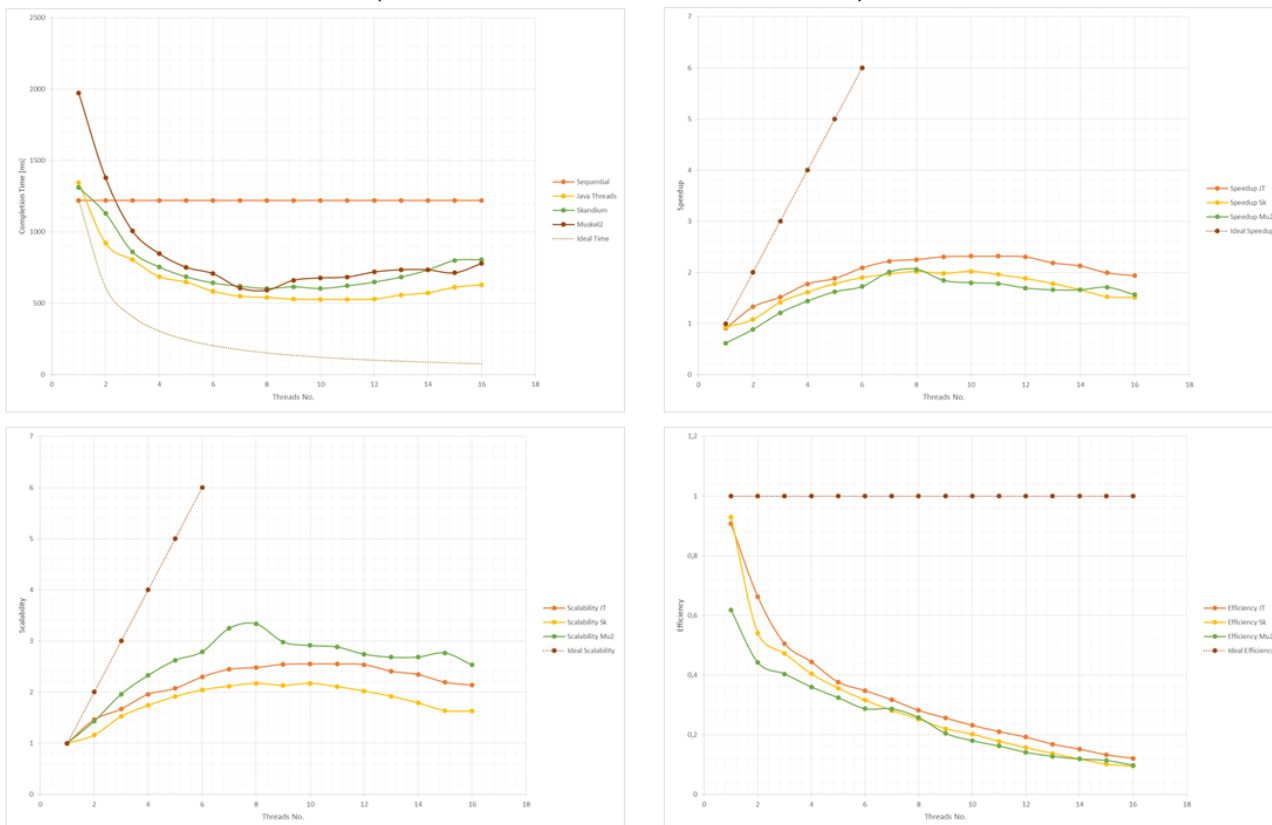 2500
2000
1500
1000
500
0
0 2 4 6 8 10 12 14 16 18
Completion Time [ms]
Threads No.
Sequential
Java Threads
Skandium
Muskel2
Ideal Time
7
6
5
4
3
2
1
0
0 2 4 6 8 10 12 14 16 18
Speedup
Threads No.
Speedup JT
Speedup Sk
Speedup Mu2
Ideal Speedup
7
6
5
4
3
2
1
0
0 2 4 6 8 10 12 14 16 18
Scalability
Threads No.
Scalability JT
Scalability Sk
Scalability Mu2
Ideal Scalability
1,2
1
0,8
0,6
0,4
0,2
0
0 2 4 6 8 10 12 14 16 18
Efficiency
Threads No.
Efficiency JT
Efficiency Sk
Efficiency Mu2
Ideal Efficiency